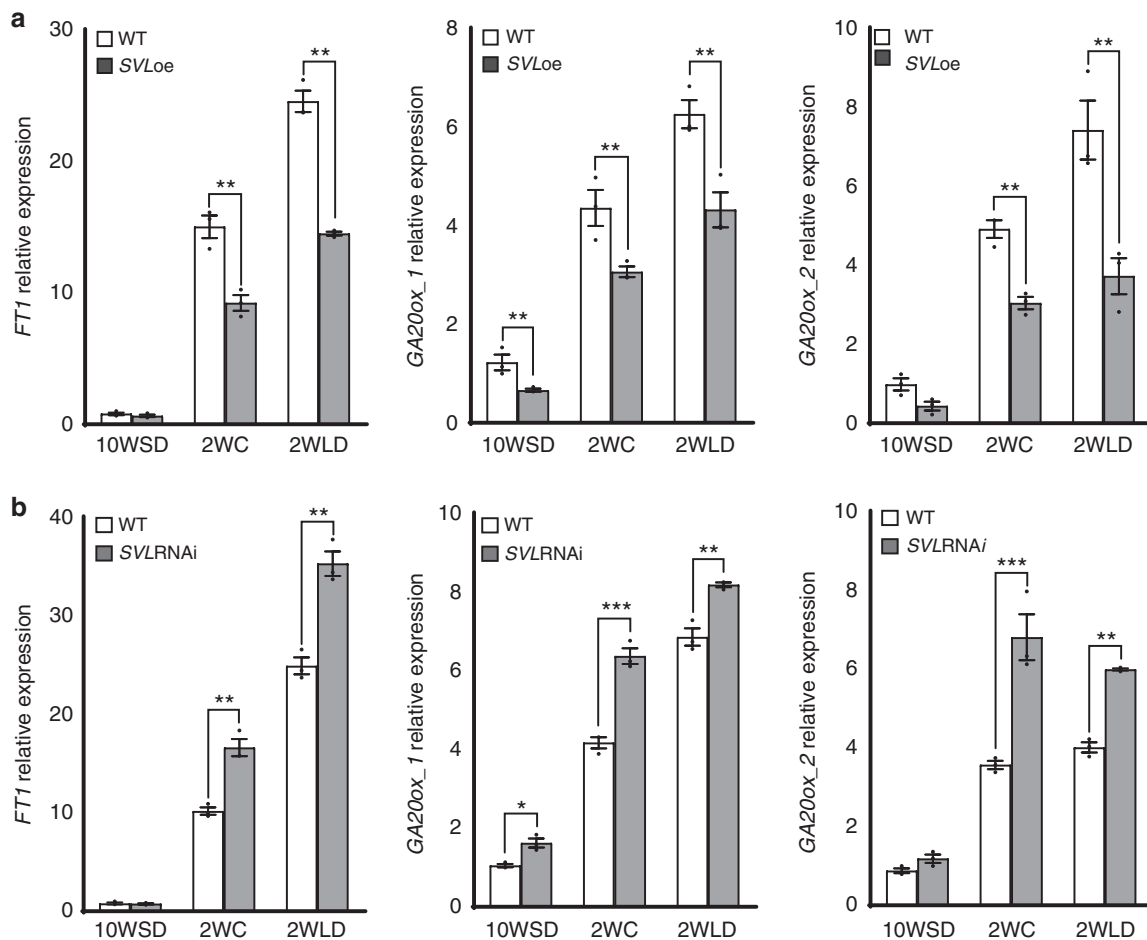 a
FT1 relative expression
30
20
10
0
WT
SVLoe
**
**
10WSD 2WC 2WLD
GA20ox_1 relative expression
8
6
4
2
0
WT
SVLoe
**
**
**
10WSD 2WC 2WLD
GA20ox_2 relative expression
10
8
6
4
2
0
WT
SVLoe
**
**
10WSD 2WC 2WLD
b
FT1 relative expression
40
30
20
10
0
WT
SVLRNAi
**
**
10WSD 2WC 2WLD
GA20ox_1 relative expression
10
8
6
4
2
0
WT
SVLRNAi
*
***
**
10WSD 2WC 2WLD
GA20ox_2 relative expression
10
8
6
4
2
0
WT
SVLRNAi
***
**
10WSD 2WC 2WLD